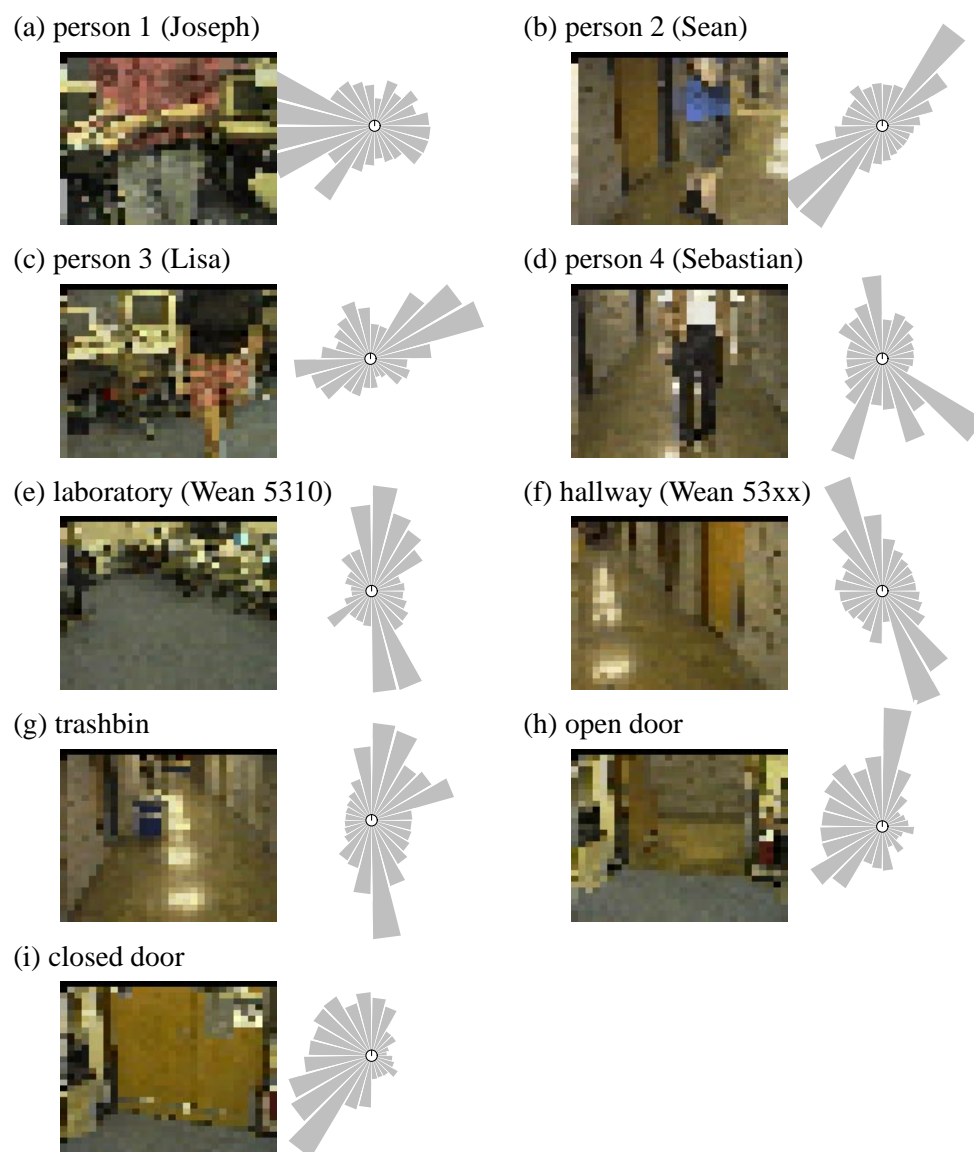 (a) person 1 (Joseph)
(b) person 2 (Sean)
(c) person 3 (Lisa)
(d) person 4 (Sebastian)
(e) laboratory (Wean 5310)
(f) hallway (Wean 53xx)
(g) trashbin
(h) open door
(i) closed door